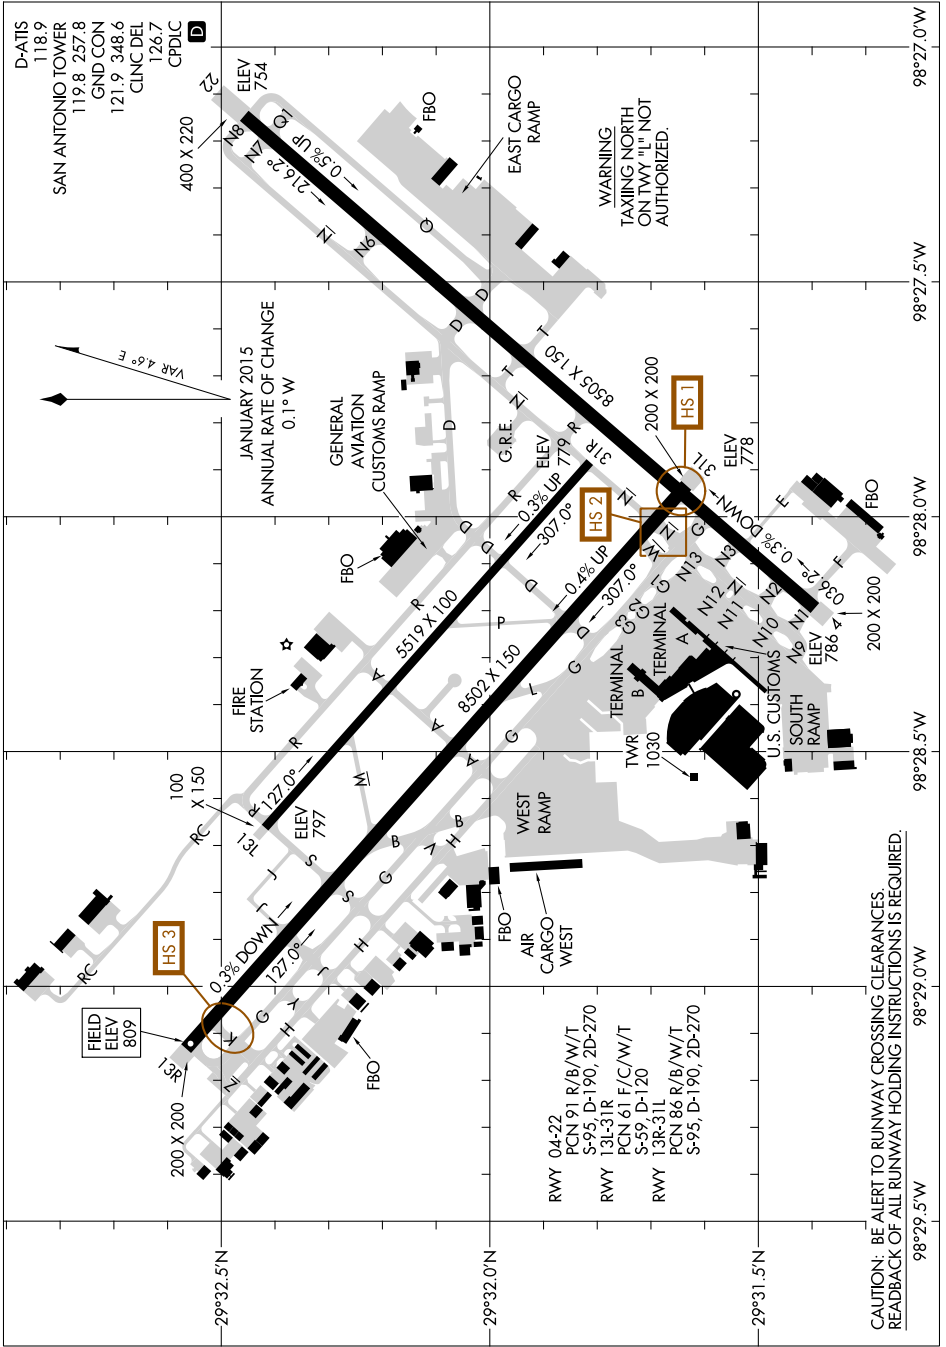 D-ATIS
118.9
SAN ANTONIO TOWER
119.8 257.8
GND CON
121.9 348.6
CLNC DEL
126.7
CPDLC
D
JANUARY 2015
ANNUAL RATE OF CHANGE
0.1° W
VAR 4.6° E
WARNING
TAXIING NORTH
ON TWY "L" NOT
AUTHORIZED.
400 X 220
22
ELEV
754
N8
N7
Q1
216.2°
0.5% UP
N
N6
Q
FBO
EAST CARGO
RAMP
D
D
T
T
8505 X 150
N
G.R.E.
GENERAL
AVIATION
CUSTOMS RAMP
D
ELEV
779
31R
R
R
0.3% UP
307.0°
D
D
200 X 200
HS 1
31L
ELEV
778
HS 2
N
N
W
G
G1
G2
G3
N13
N3
N12
N11
N10
N9
N
N2
N1
0.3% DOWN
036.2°
E
F
FBO
ELEV
786
4
200 X 200
FBO
R
A
5519 X 100
P
D
D
0.4% UP
307.0°
8502 X 150
G
L
G
A
A
FIRE
STATION
R
R
TERMINAL
B
TERMINAL
A
TWR
1030
U.S. CUSTOMS
SOUTH
RAMP
100
X 150
127.0°
13L
ELEV
797
W
B
B
H
V
G
S
S
J
J
WEST
RAMP
RC
RC
HS 3
0.3% DOWN
127.0°
FIELD
ELEV
809
13R
200 X 200
K
G
Y
J
H
H
Z
FBO
FBO
AIR
CARGO
WEST
RWY 04-22
PCN 91 R/B/W/T
S-95, D-190, 2D-270
RWY 13L-31R
PCN 61 F/C/W/T
S-59, D-120
RWY 13R-31L
PCN 86 R/B/W/T
S-95, D-190, 2D-270
CAUTION: BE ALERT TO RUNWAY CROSSING CLEARANCES.
READBACK OF ALL RUNWAY HOLDING INSTRUCTIONS IS REQUIRED.
29°32.5'N
29°32.0'N
29°31.5'N
98°29.5'W
98°29.0'W
98°28.5'W
98°28.0'W
98°27.5'W
98°27.0'W